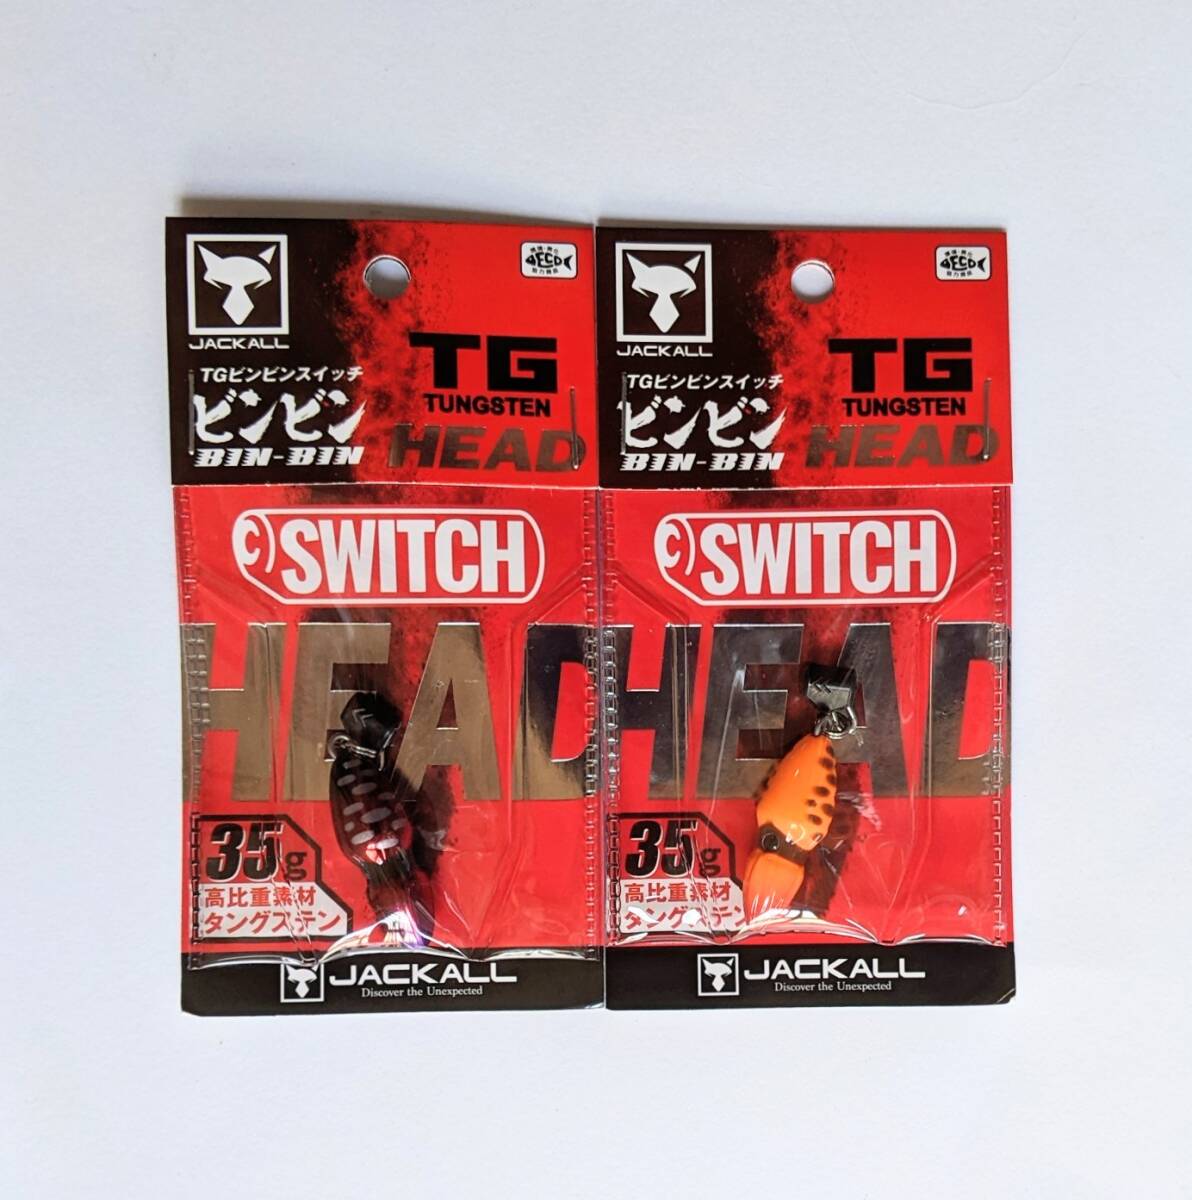 JACKALL
ECO
TG
TGビンビンスイッチ
TUNGSTEN
ビンビン
BIN-BIN
HEAD
SWITCH
HEAD
35g
高比重素材
タングステン
JACKALL
Discover the Unexpected
JACKALL
ECO
TG
TGビンビンスイッチ
TUNGSTEN
ビンビン
BIN-BIN
HEAD
SWITCH
HEAD
35g
高比重素材
タングステン
JACKALL
Discover the Unexpected